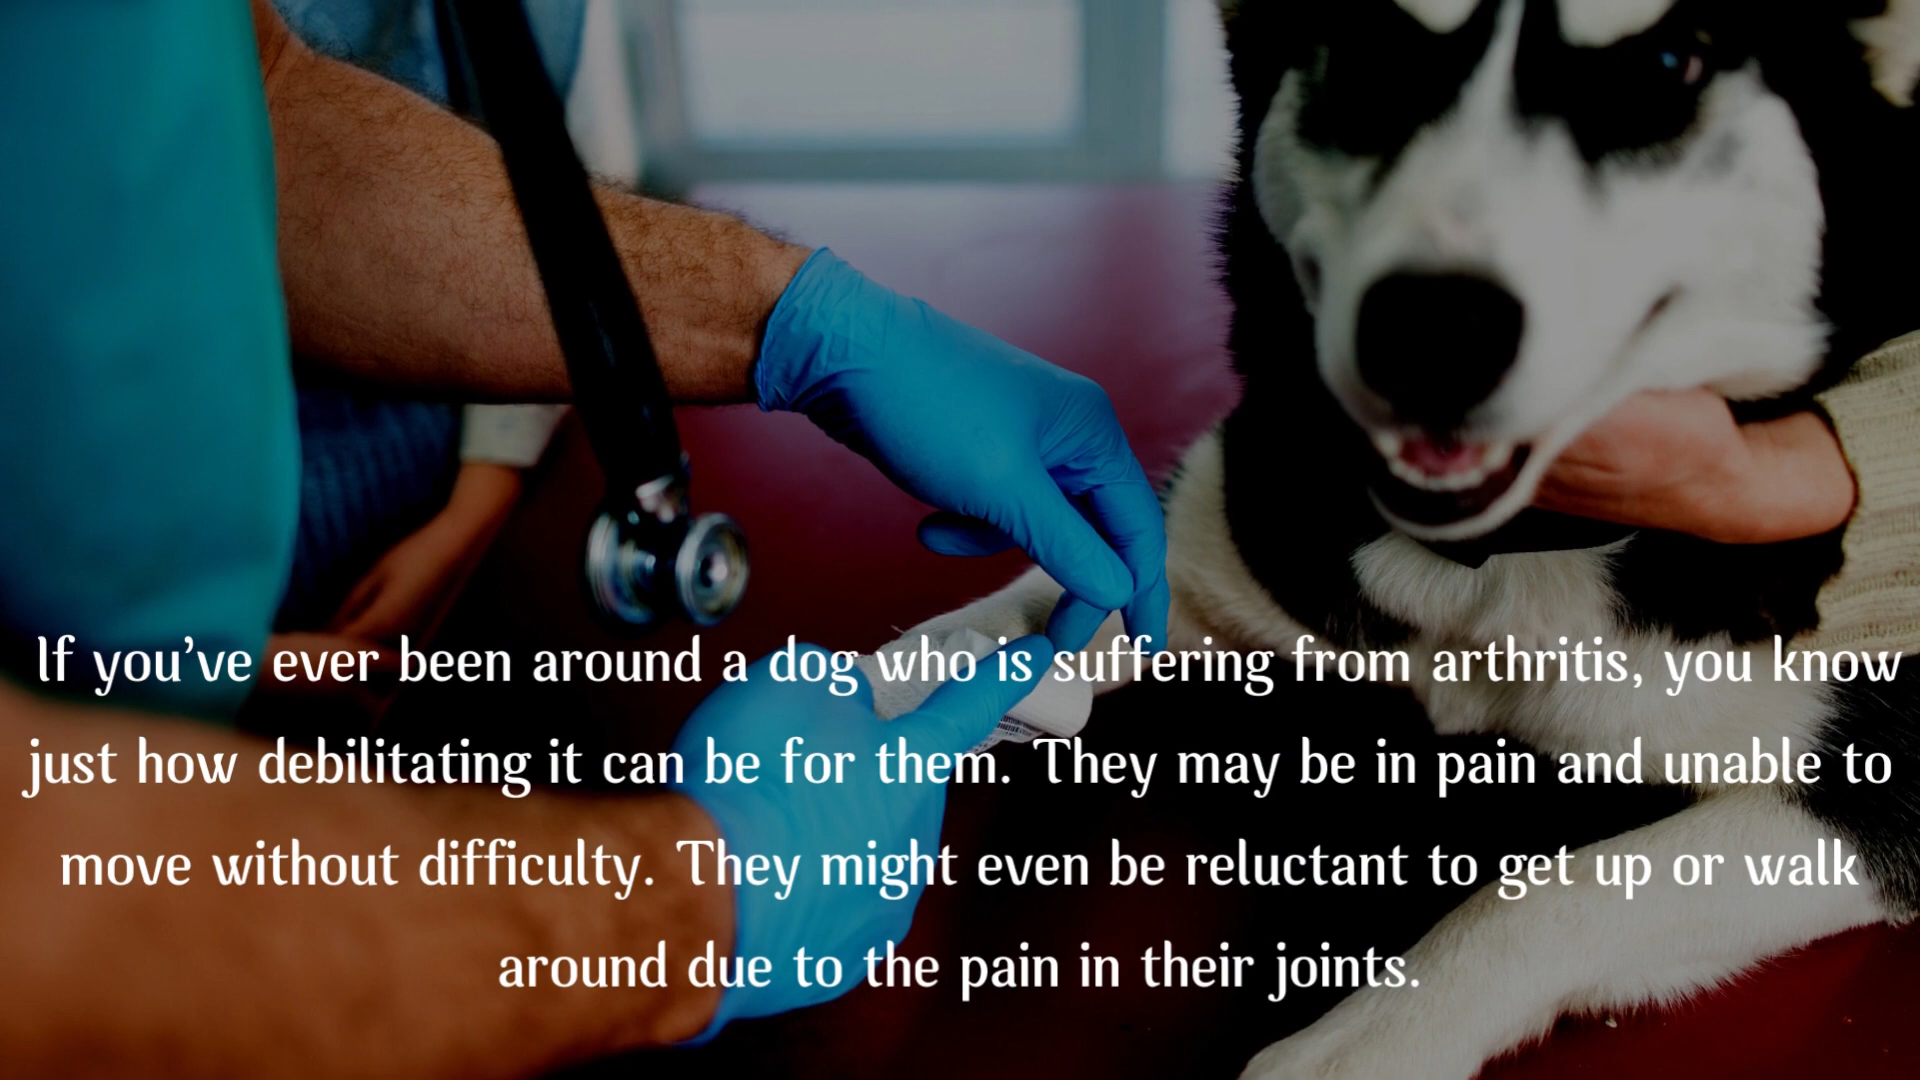 If you’ve ever been around a dog who is suffering from arthritis, you know
just how debilitating it can be for them. They may be in pain and unable to
move without difficulty. They might even be reluctant to get up or walk
around due to the pain in their joints.